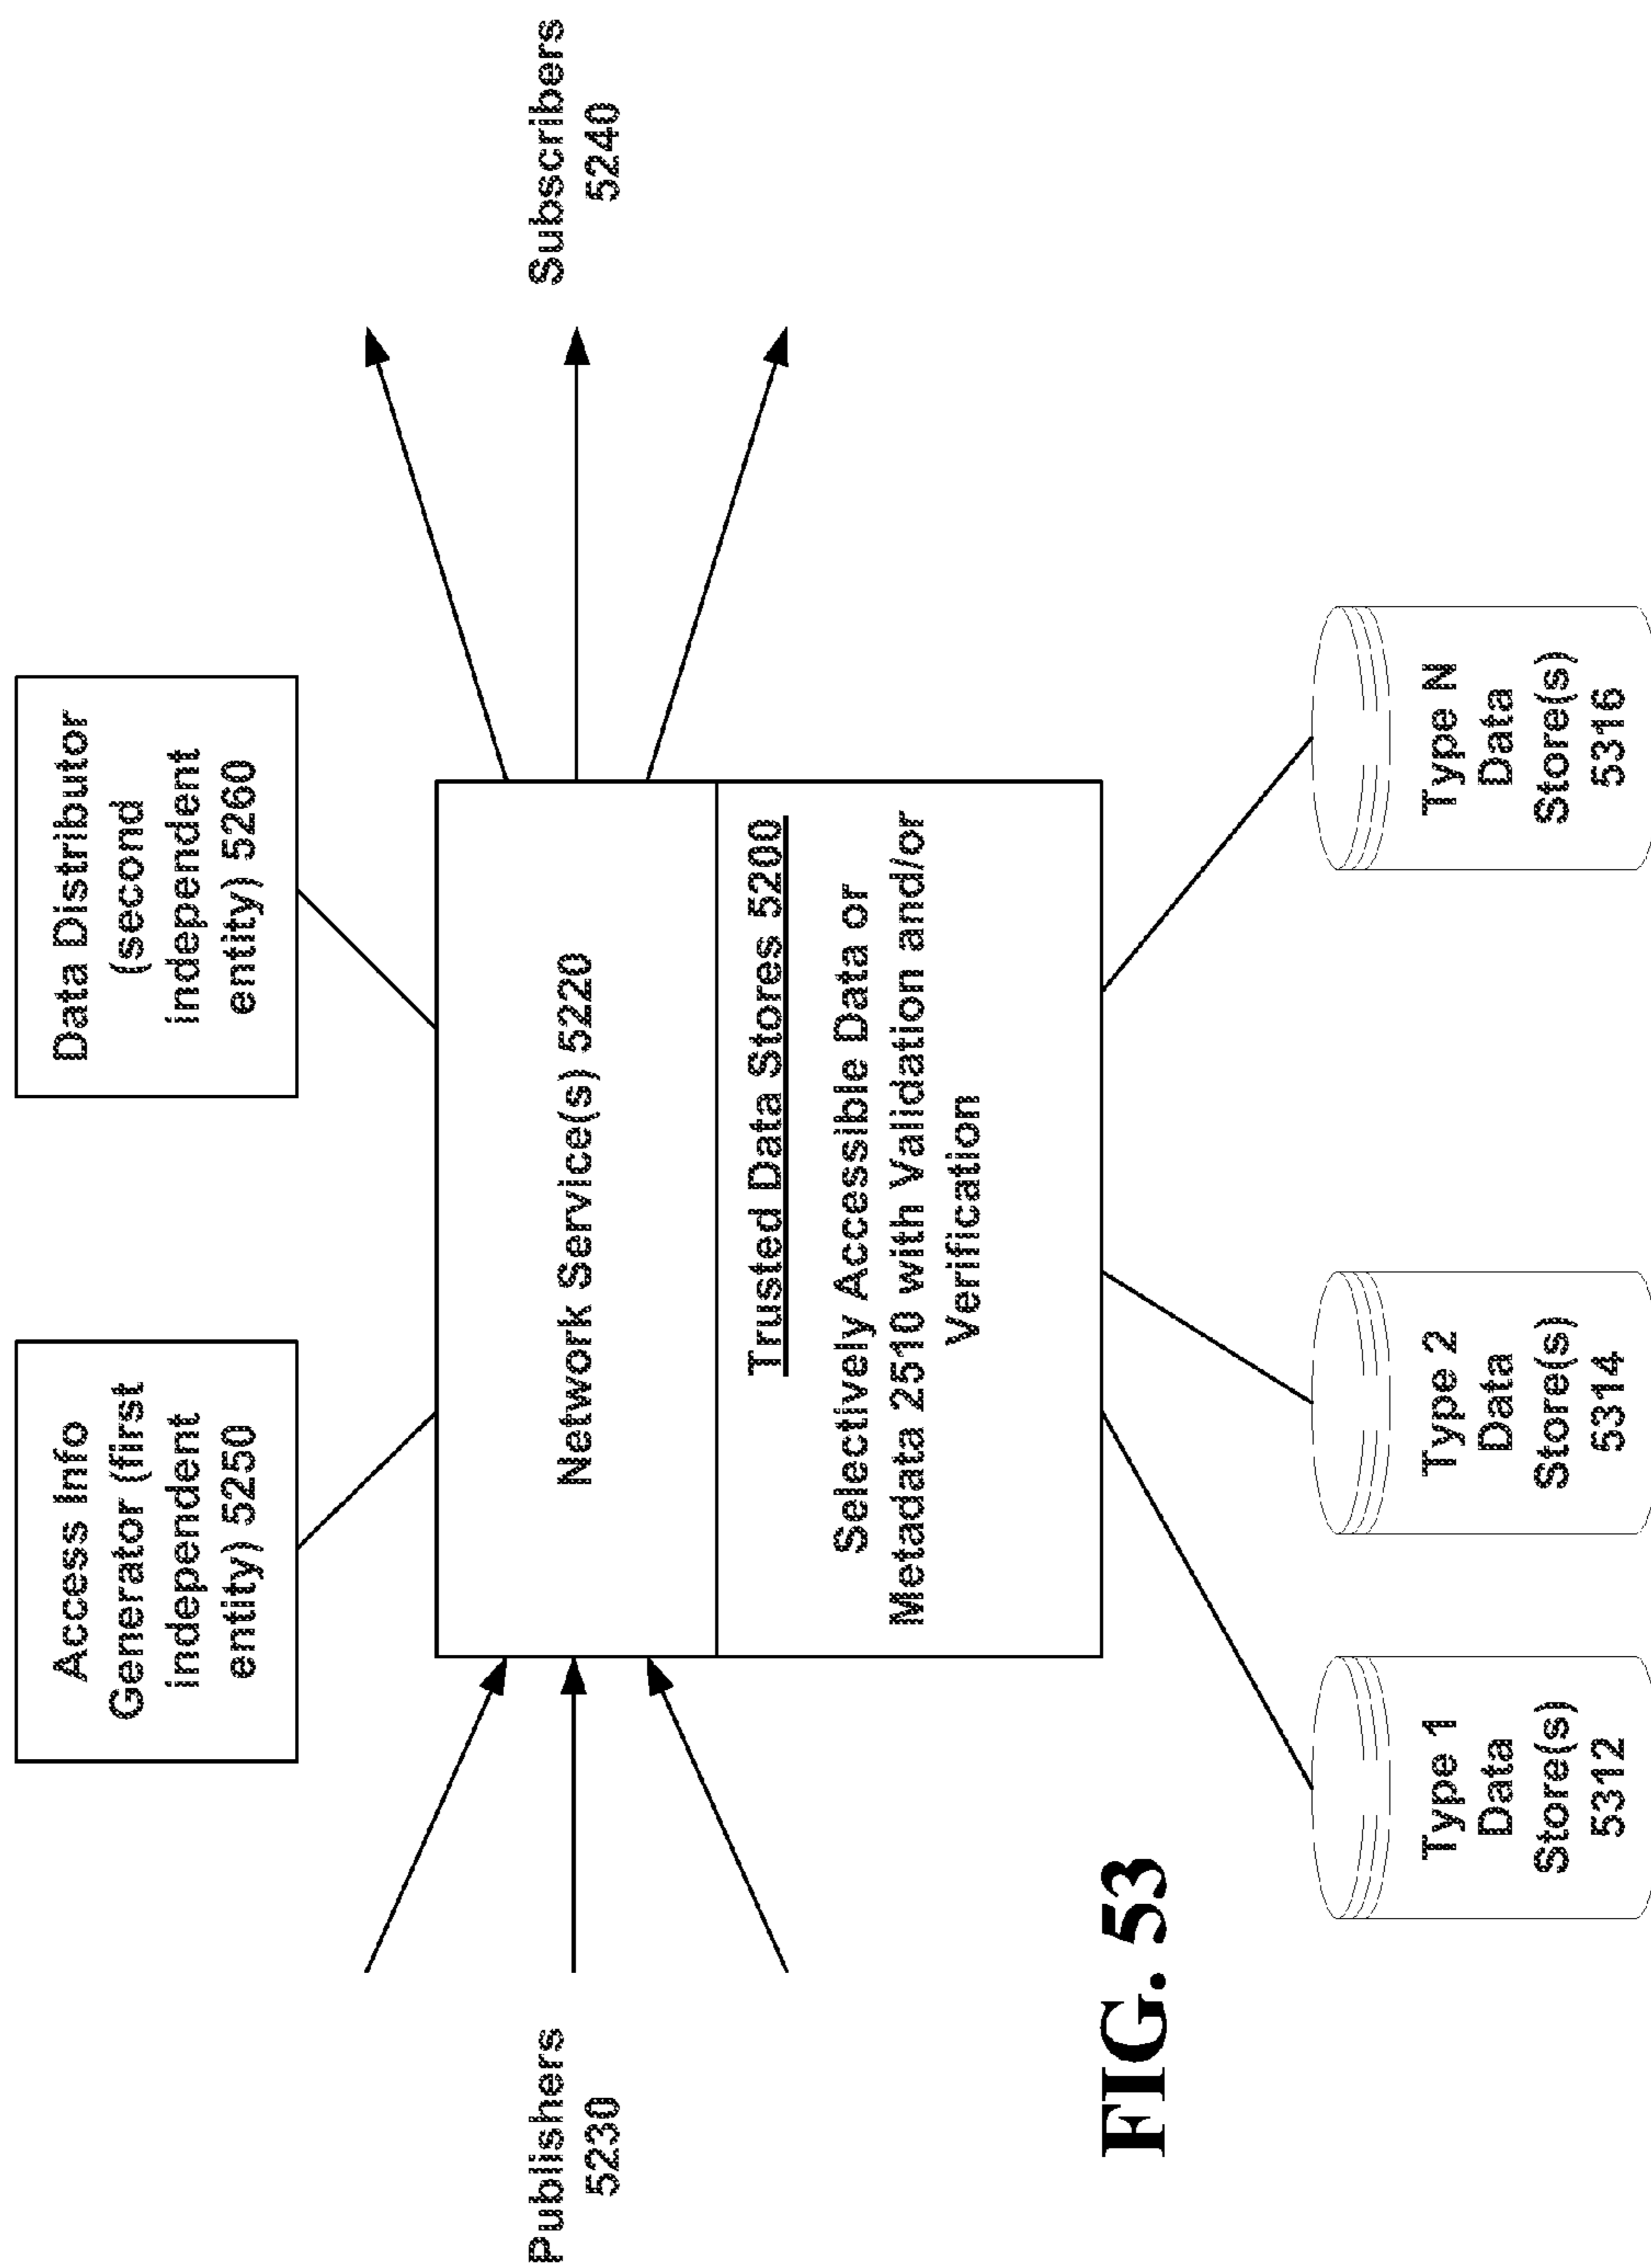 Access Info
Generator (first
independent
entity) 5250
Data Distributor
(second
independent
entity) 5260
Publishers
5230
Network Service(s) 5220
Subscribers
5240
Trusted Data Stores 5200
Selectively Accessible Data or
Metadata 2510 with Validation and/or
Verification
Type 1
Data
Store(s)
5312
Type 2
Data
Store(s)
5314
Type N
Data
Store(s)
5316
FIG. 53